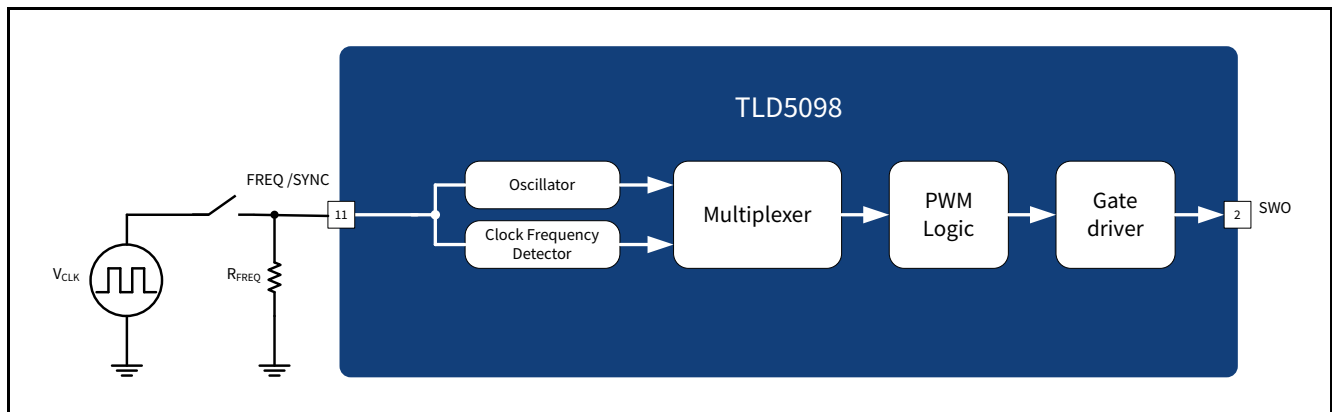 TLD5098
FREQ /SYNC
11
Oscillator
Clock Frequency
Detector
Multiplexer
PWM
Logic
Gate
driver
2
SWO
VCLK
RFREQ